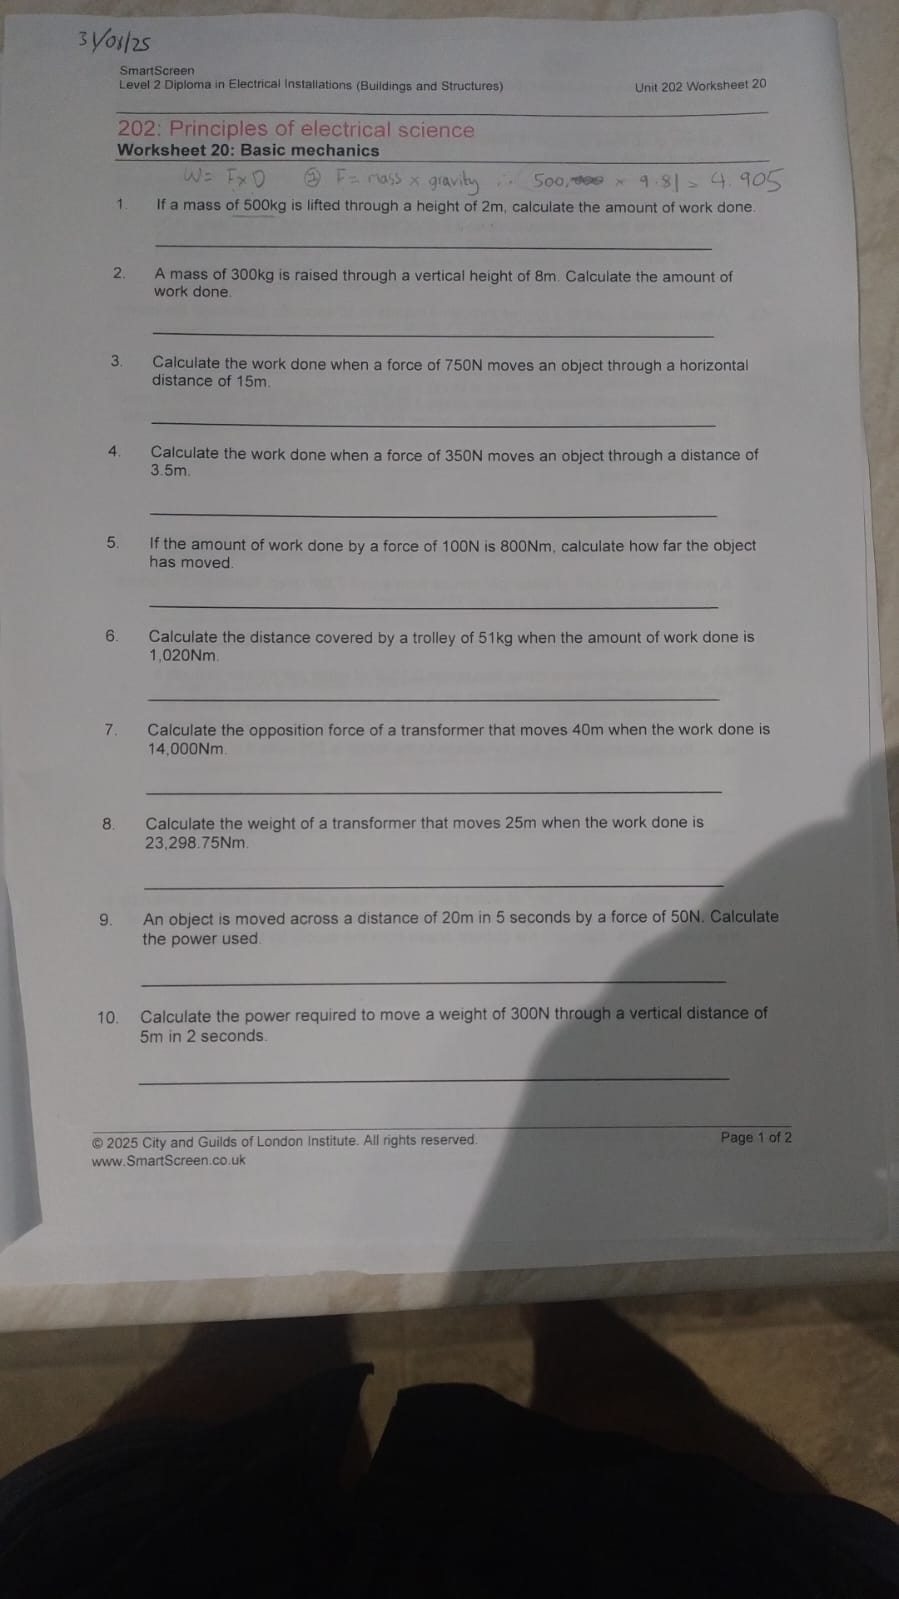 31/01/25
SmartScreen
Level 2 Diploma in Electrical Installations (Buildings and Structures)
Unit 202 Worksheet 20
202: Principles of electrical science
Worksheet 20: Basic mechanics
W= F×D ① F= mass × gravity ∴ 500, × 9.81 = 4.905
1. If a mass of 500kg is lifted through a height of 2m, calculate the amount of work done.
2. A mass of 300kg is raised through a vertical height of 8m. Calculate the amount of
work done.
3. Calculate the work done when a force of 750N moves an object through a horizontal
distance of 15m.
4. Calculate the work done when a force of 350N moves an object through a distance of
3.5m.
5. If the amount of work done by a force of 100N is 800Nm, calculate how far the object
has moved.
6. Calculate the distance covered by a trolley of 51kg when the amount of work done is
1,020Nm.
7. Calculate the opposition force of a transformer that moves 40m when the work done is
14,000Nm.
8. Calculate the weight of a transformer that moves 25m when the work done is
23,298.75Nm.
9. An object is moved across a distance of 20m in 5 seconds by a force of 50N. Calculate
the power used.
10. Calculate the power required to move a weight of 300N through a vertical distance of
5m in 2 seconds.
© 2025 City and Guilds of London Institute. All rights reserved.
Page 1 of 2
www.SmartScreen.co.uk